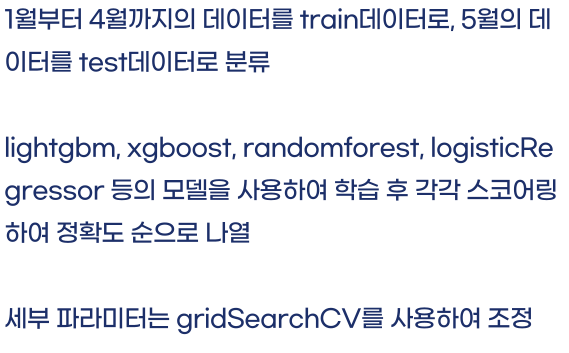 1월부터 4월까지의 데이터를 train데이터로, 5월의 데
이터를 test데이터로 분류
lightgbm, xgboost, randomforest, logisticRe
gressor 등의 모델을 사용하여 학습 후 각각 스코어링
하여 정확도 순으로 나열
세부 파라미터는 gridSearchCV를 사용하여 조정